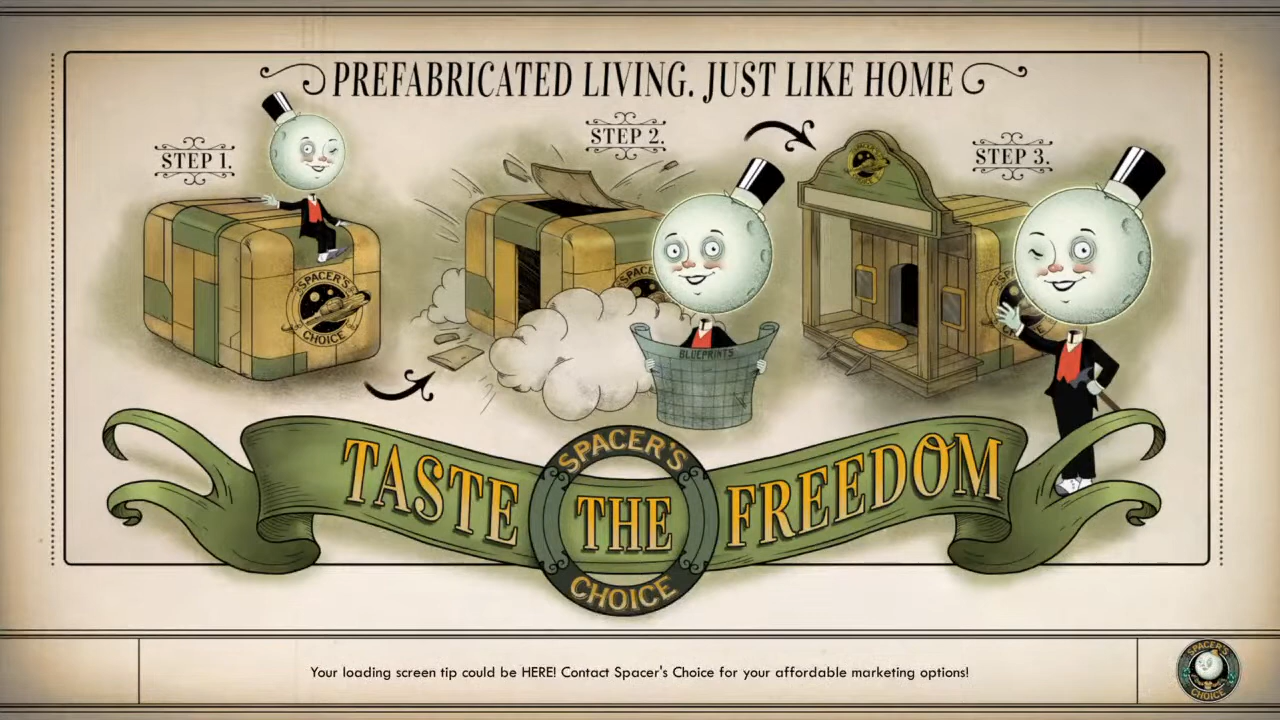 PREFABRICATED LIVING. JUST LIKE HOME
STEP 1.
STEP 2.
STEP 3.
SPACER'S
CHOICE
BLUEPRINTS
TASTE THE FREEDOM
SPACER'S
CHOICE
Your loading screen tip could be HERE! Contact Spacer's Choice for your affordable marketing options!
SPACER'S
CHOICE